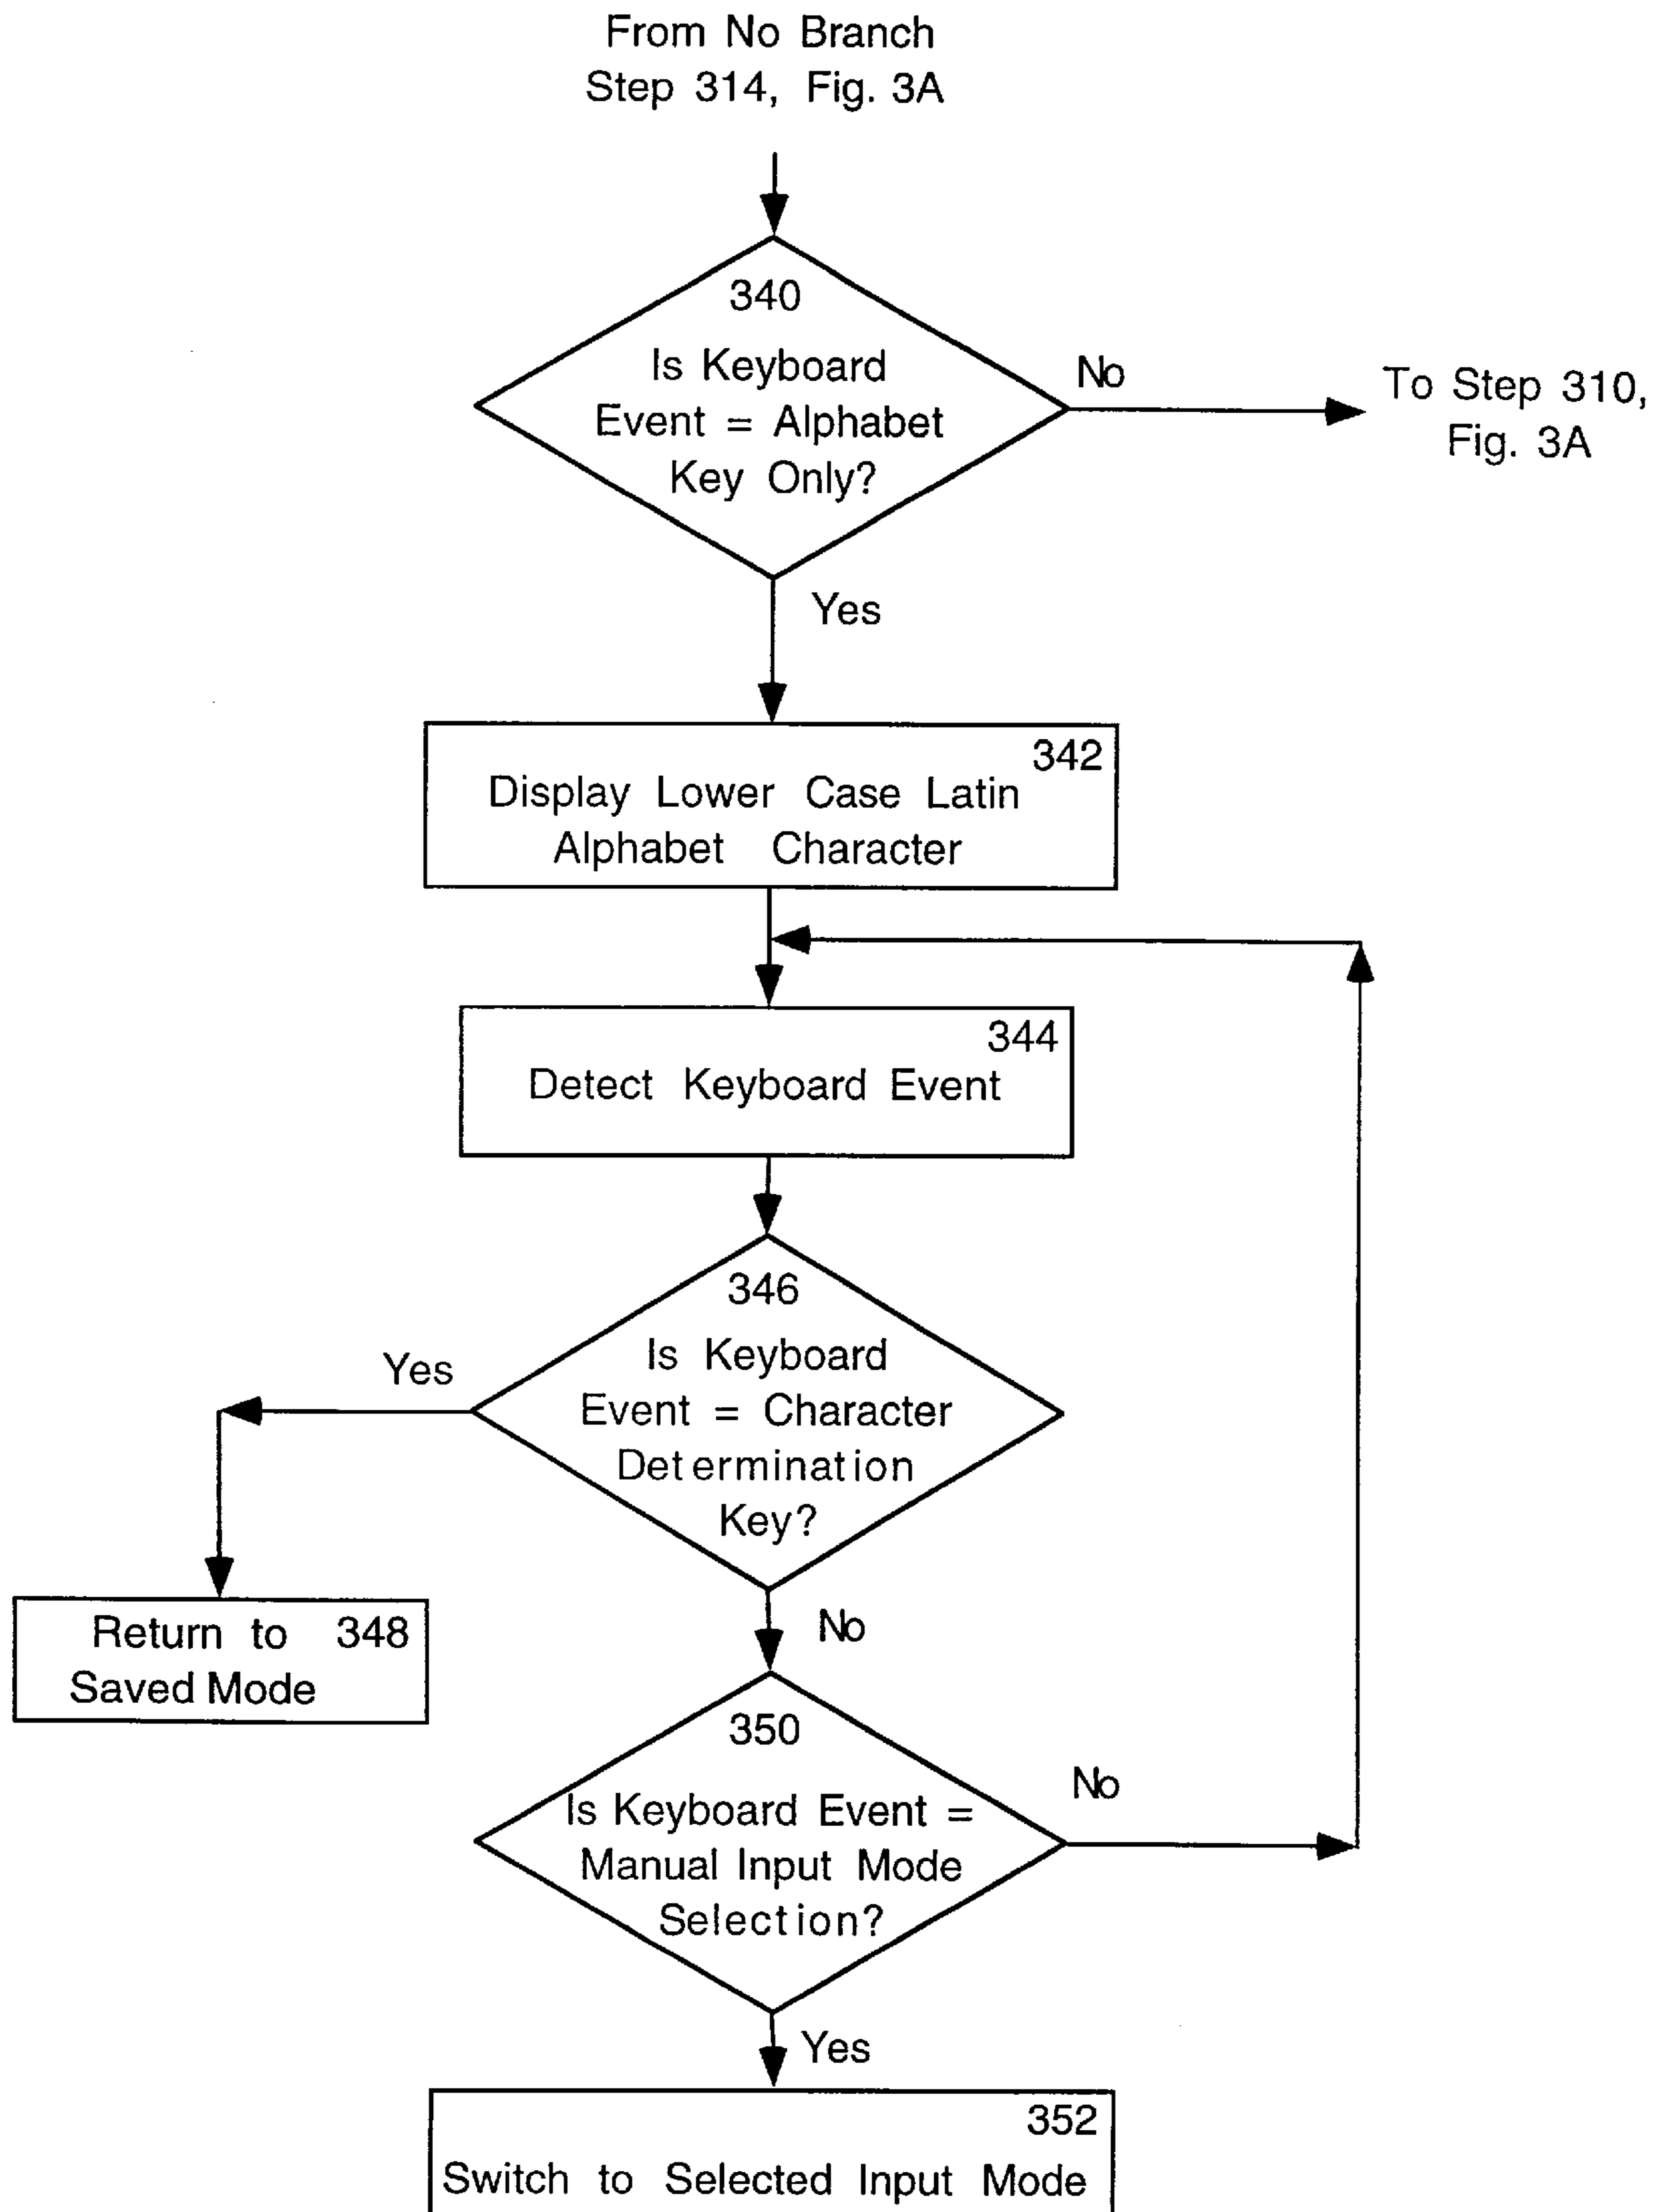 From No Branch
Step 314, Fig. 3A
340
Is Keyboard
Event = Alphabet
Key Only?
No
To Step 310,
Fig. 3A
Yes
342
Display Lower Case Latin
Alphabet Character
344
Detect Keyboard Event
346
Is Keyboard
Event = Character
Determination
Key?
Yes
Return to 348
Saved Mode
No
350
Is Keyboard Event =
Manual Input Mode
Selection?
No
Yes
352
Switch to Selected Input Mode